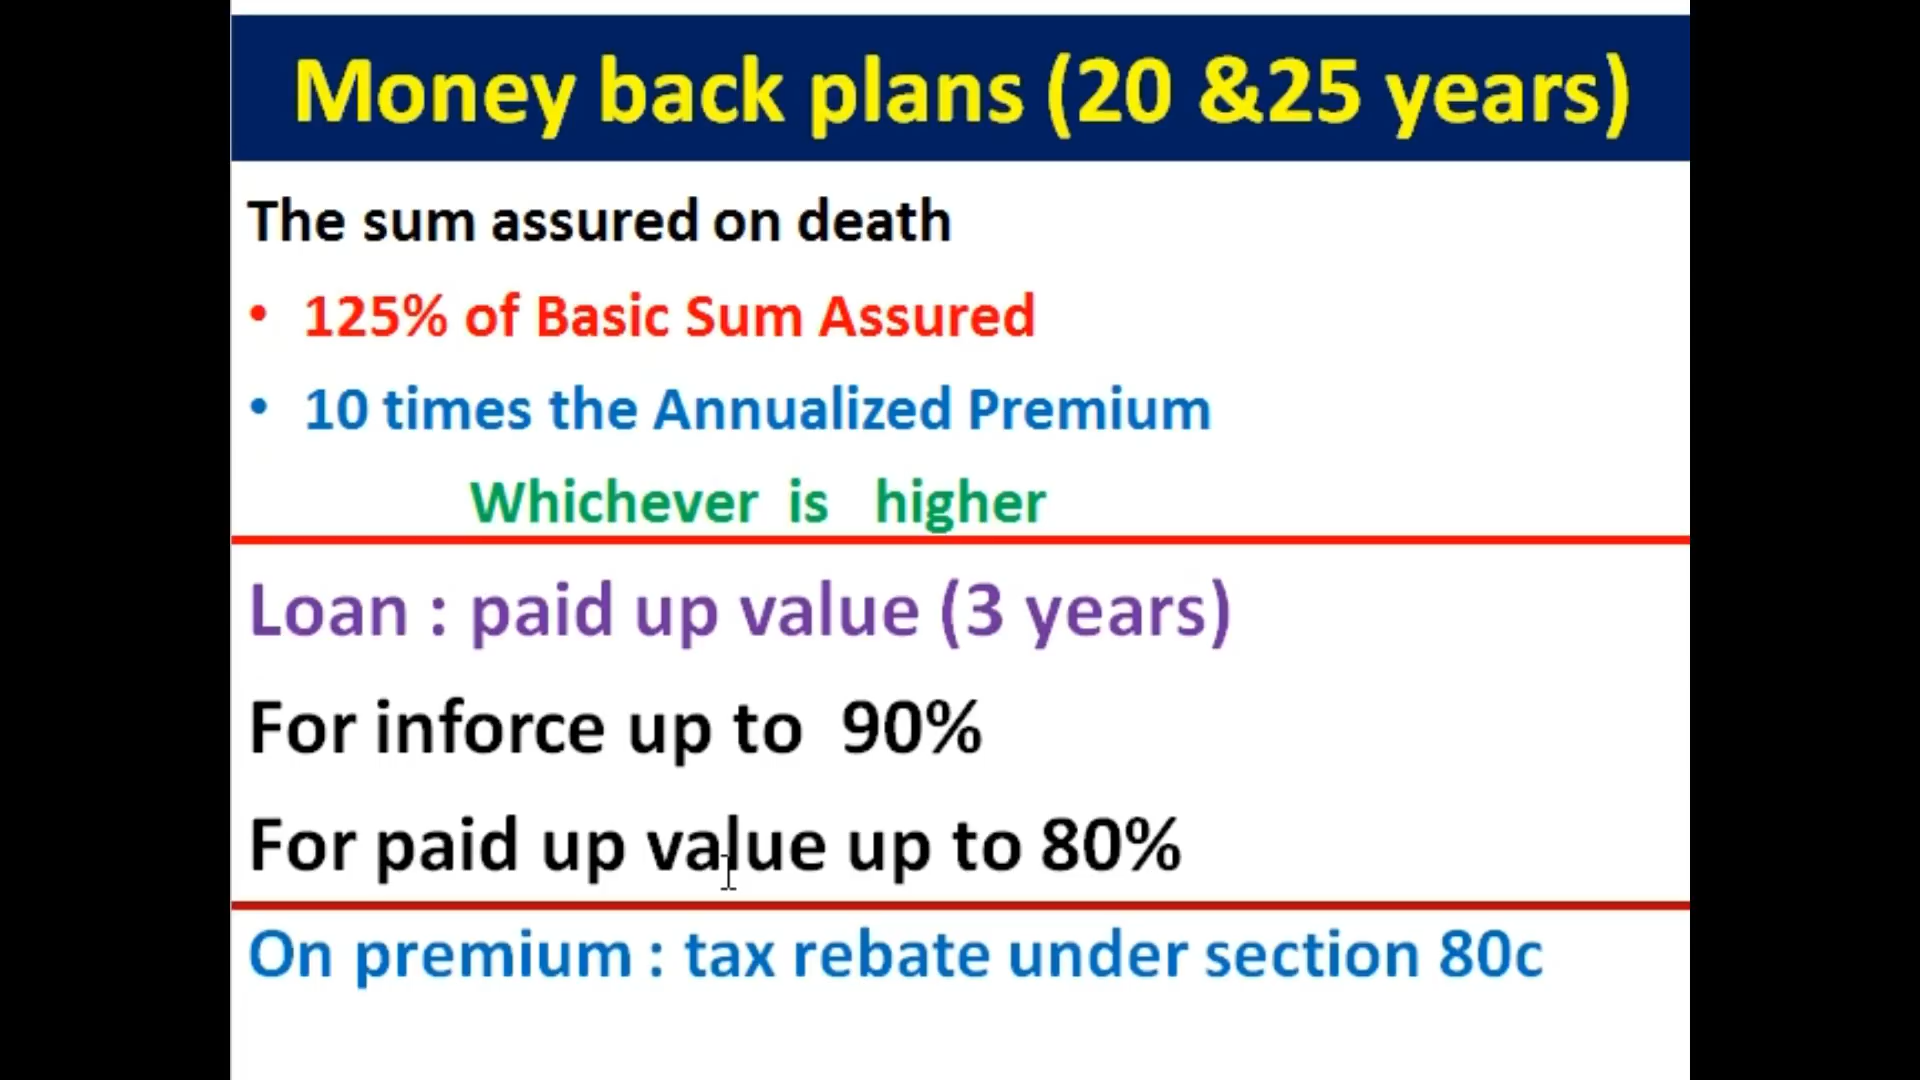 Money back plans (20 &25 years)
The sum assured on death
• 125% of Basic Sum Assured
• 10 times the Annualized Premium
Whichever is higher
Loan : paid up value (3 years)
For inforce up to 90%
For paid up value up to 80%
On premium : tax rebate under section 80c